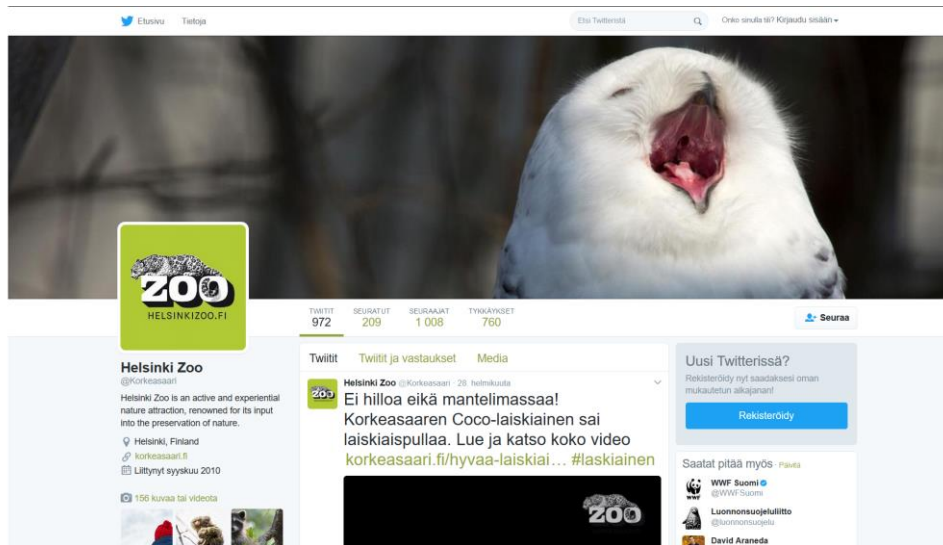 Etusivu Tietoja
Etsi Twitteristä
Onko sinulla tili? Kirjaudu sisään
ZOO
HELSINKIZOO.FI
TWIITIT SEURATUT SEURAAJAT TYKKÄYKSET
972 209 1 008 760
Seuraa
Helsinki Zoo
@Korkeasaari
Helsinki Zoo is an active and experiential
nature attraction, renowned for its input
into the preservation of nature.
Helsinki, Finland
korkeasaari.fi
Liittynyt syyskuu 2010
156 kuvaa tai videota
Twiitit Twiitit ja vastaukset Media
ZOO
Helsinki Zoo @Korkeasaari · 28. helmikuuta
Ei hilloa eikä mantelimassaa!
Korkeasaaren Coco-laiskiainen sai
laiskiaispullaa. Lue ja katso koko video
korkeasaari.fi/hyvaa-laiskiai… #laskiainen
ZOO
Uusi Twitterissä?
Rekisteröidy nyt saadaksesi oman
mukautetun aikajanan!
Rekisteröidy
Saatat pitää myös · Päivitä
WWF
WWF Suomi
@WWFSuomi
Luonnonsuojeluliitto
@luonnonsuojelu
David Araneda